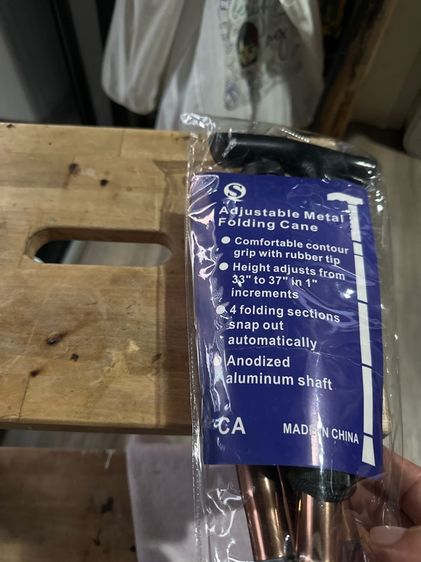 S
Adjustable Metal
Folding Cane
● Comfortable contour
grip with rubber tip
● Height adjusts from
33" to 37" in 1"
increments
● 4 folding sections
snap out
automatically
● Anodized
aluminum shaft
CA
MADE IN CHINA